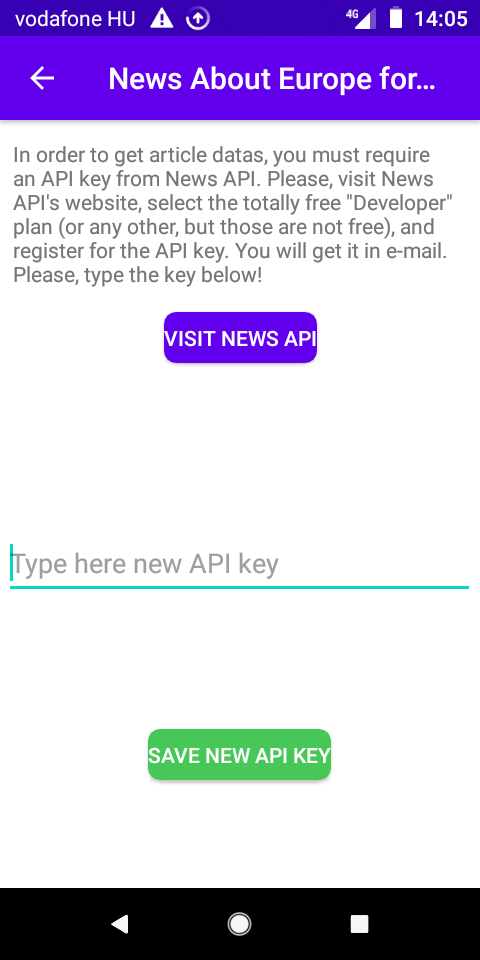 vodafone HU 4G 14:05
News About Europe for...
In order to get article datas, you must require
an API key from News API. Please, visit News
API's website, select the totally free "Developer"
plan (or any other, but those are not free), and
register for the API key. You will get it in e-mail.
Please, type the key below!
VISIT NEWS API
Type here new API key
SAVE NEW API KEY